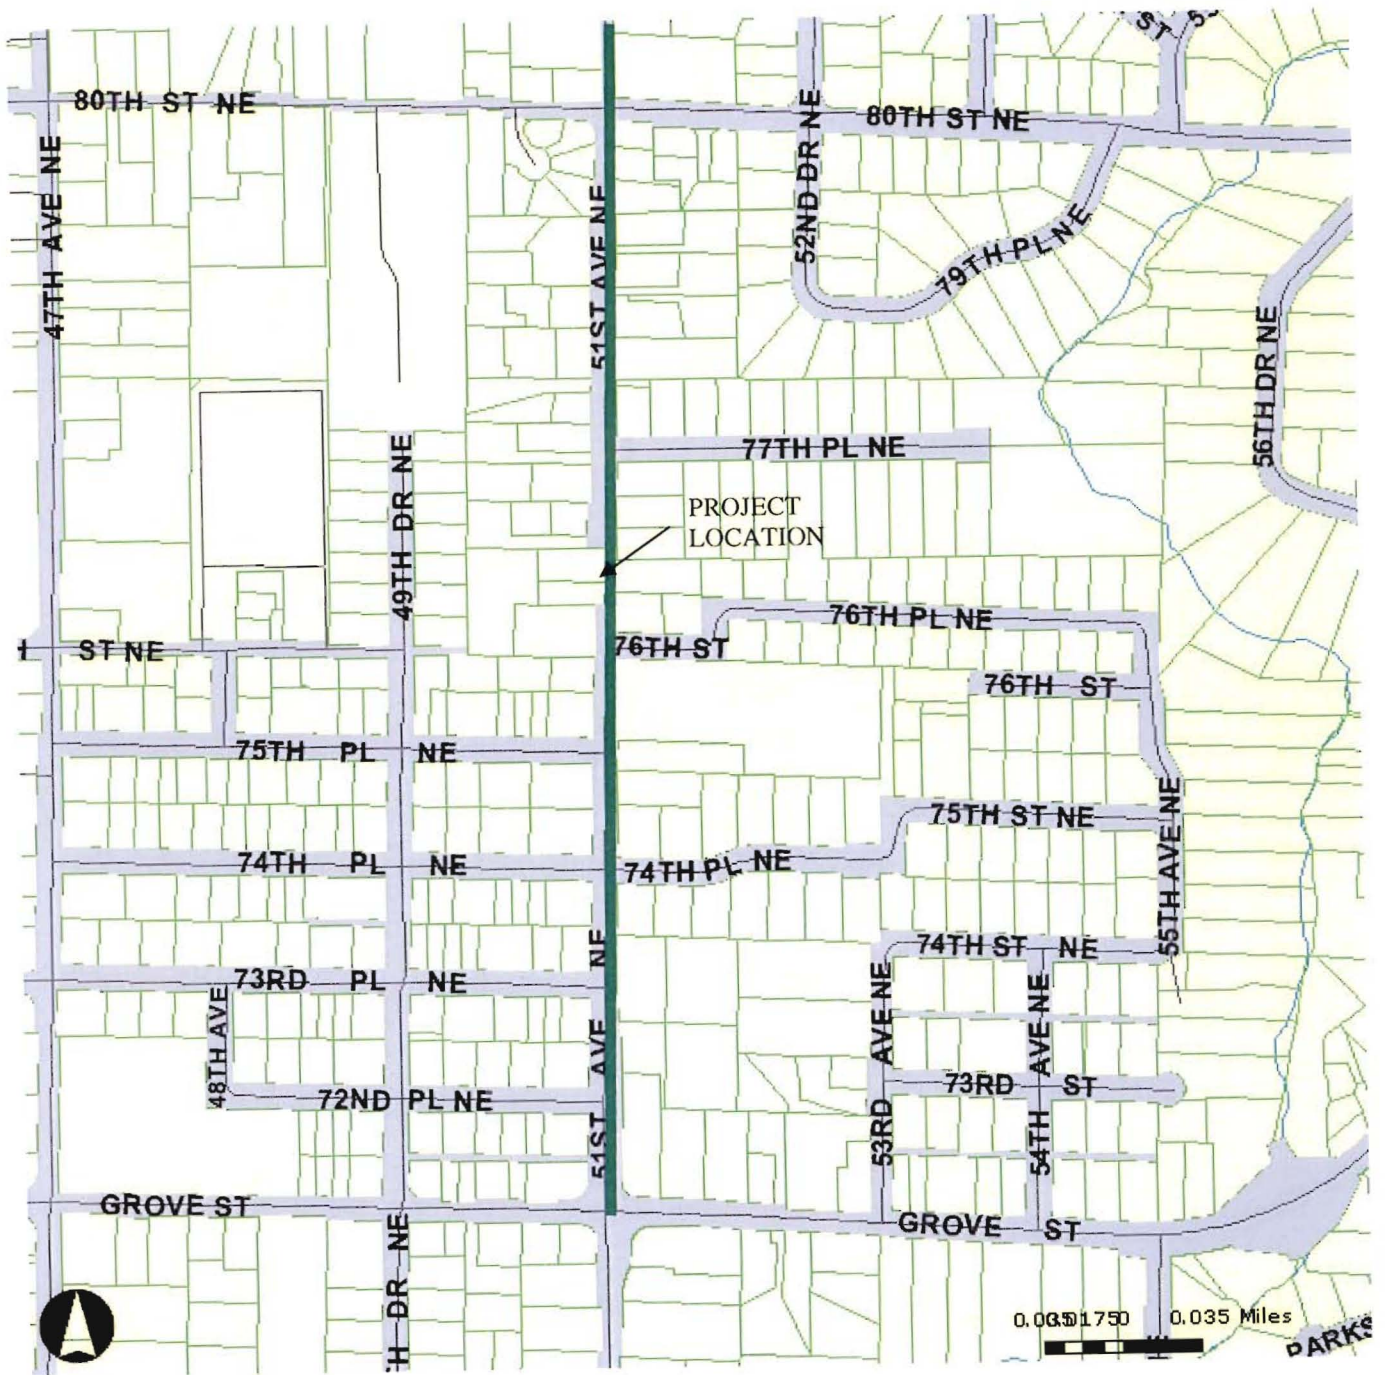 ST
80TH ST NE
80TH ST NE
47TH AVE NE
51ST AVE NE
52ND DR NE
79TH PL NE
56TH DR NE
77TH PL NE
49TH DR NE
PROJECT
LOCATION
76TH PL NE
76TH ST
ST NE
76TH ST
75TH PL NE
75TH ST NE
55TH AVE NE
74TH PL NE
74TH PL NE
74TH ST NE
51ST AVE NE
73RD PL NE
53RD AVE NE
54TH AVE NE
48TH AVE
73RD ST
72ND PL NE
GROVE ST
GROVE ST
H DR NE
0.035 Miles
PARKS